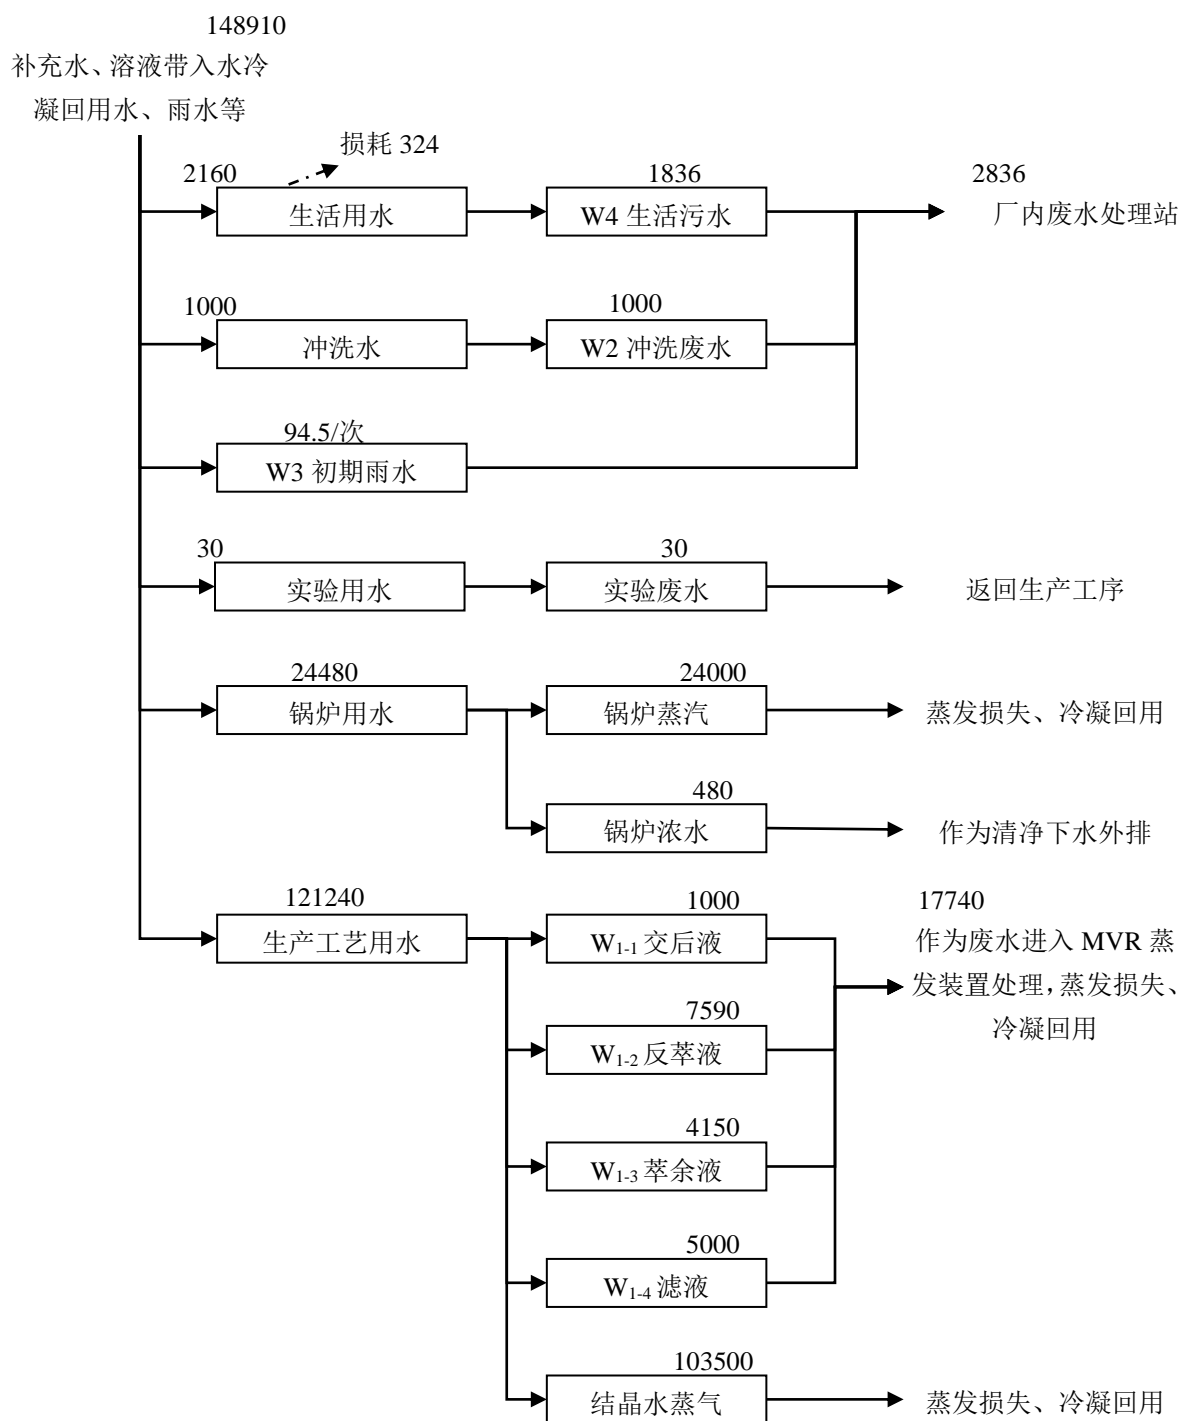 148910
补充水、溶液带入水冷
凝回用水、雨水等
损耗 324
2160
生活用水
1836
W4 生活污水
2836
厂内废水处理站
1000
冲洗水
1000
W2 冲洗废水
94.5/次
W3 初期雨水
30
实验用水
30
实验废水
返回生产工序
24480
锅炉用水
24000
锅炉蒸汽
蒸发损失、冷凝回用
480
锅炉浓水
作为清净下水外排
121240
生产工艺用水
1000
W1-1 交后液
17740
作为废水进入 MVR 蒸
发装置处理，蒸发损失、
冷凝回用
7590
W1-2 反萃液
4150
W1-3 萃余液
5000
W1-4 滤液
103500
结晶水蒸气
蒸发损失、冷凝回用